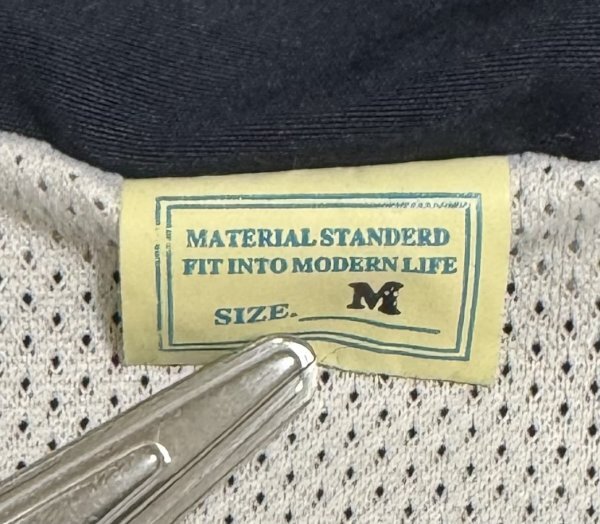 MATERIAL STANDERD
FIT INTO MODERN LIFE
SIZE. M